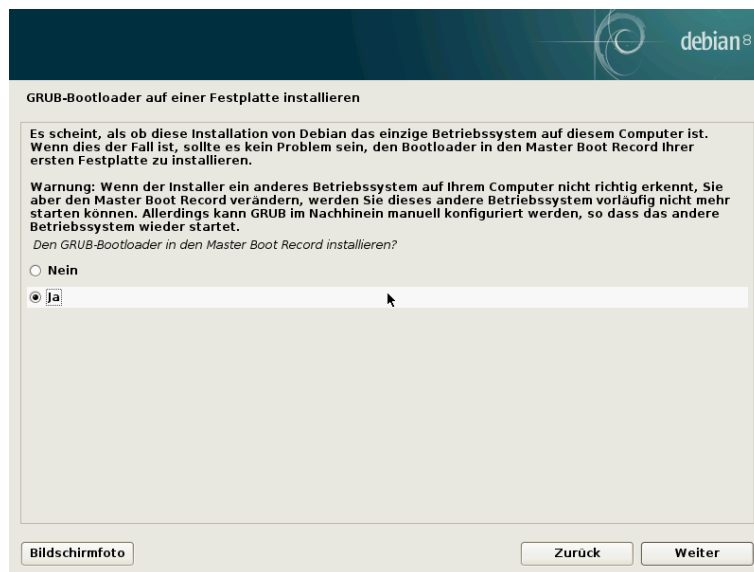 debian 8
GRUB-Bootloader auf einer Festplatte installieren
Es scheint, als ob diese Installation von Debian das einzige Betriebssystem auf diesem Computer ist.
Wenn dies der Fall ist, sollte es kein Problem sein, den Bootloader in den Master Boot Record Ihrer
ersten Festplatte zu installieren.
Warnung: Wenn der Installer ein anderes Betriebssystem auf Ihrem Computer nicht richtig erkennt, Sie
aber den Master Boot Record verändern, werden Sie dieses andere Betriebssystem vorläufig nicht mehr
starten können. Allerdings kann GRUB im Nachhinein manuell konfiguriert werden, so dass das andere
Betriebssystem wieder startet.
Den GRUB-Bootloader in den Master Boot Record installieren?
Nein
Ja
Bildschirmfoto
Zurück
Weiter